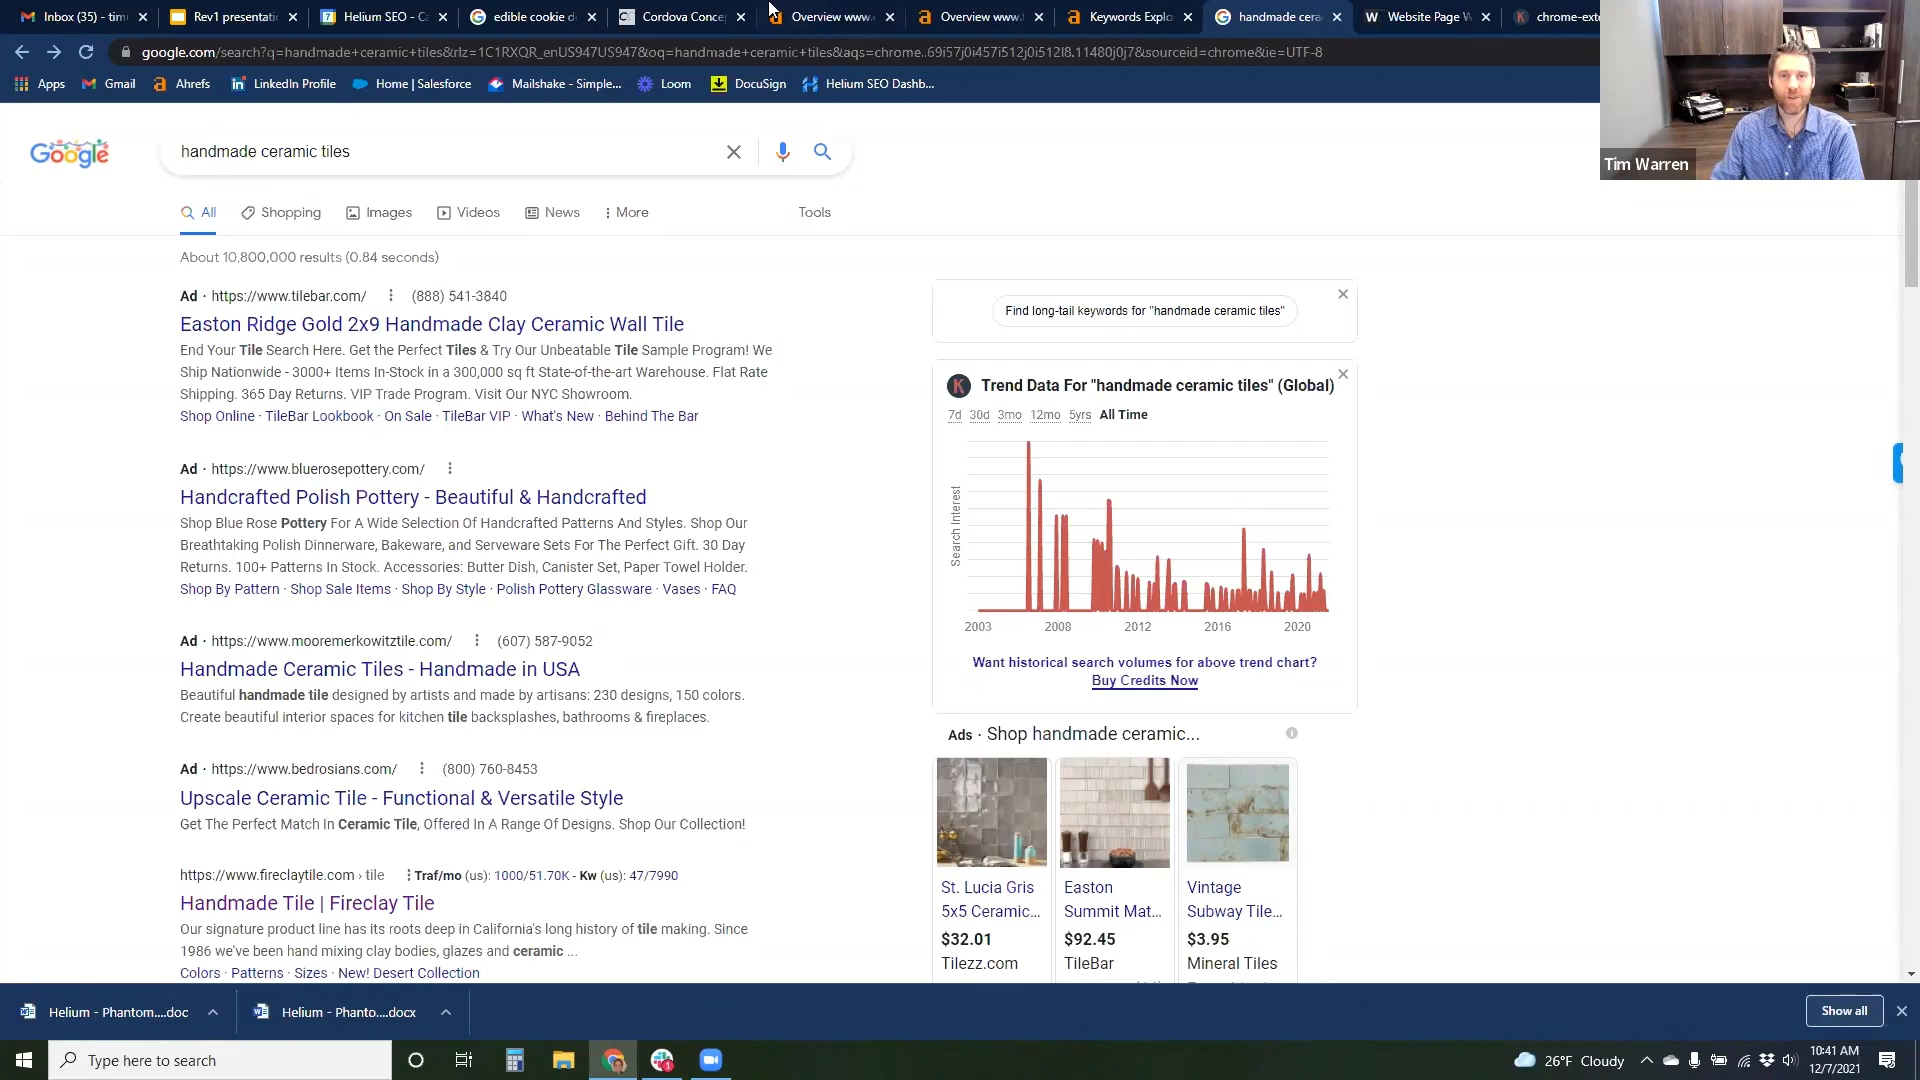 Inbox (35) - tim
Rev1 presentati
Helium SEO - Ca
edible cookie d
Cordova Conce
Overview www.
Overview www.
Keywords Explo
handmade cera
Website Page
chrome-ext
google.com/search?q=handmade+ceramic+tiles&rlz=1C1RXQR_enUS947US947&oq=handmade+ceramic+tiles&aqs=chrome..69i57j0i457i512j0i512l8.11480j0j7&sourceid=chrome&ie=UTF-8
Apps
Gmail
Ahrefs
LinkedIn Profile
Home | Salesforce
Mailshake - Simple...
Loom
DocuSign
Helium SEO Dashb...
Tim Warren
Google
handmade ceramic tiles
All
Shopping
Images
Videos
News
More
Tools
About 10,800,000 results (0.84 seconds)
Ad · https://www.tilebar.com/ (888) 541-3840
Easton Ridge Gold 2x9 Handmade Clay Ceramic Wall Tile
End Your Tile Search Here. Get the Perfect Tiles & Try Our Unbeatable Tile Sample Program! We
Ship Nationwide - 3000+ Items In-Stock in a 300,000 sq ft State-of-the-art Warehouse. Flat Rate
Shipping. 365 Day Returns. VIP Trade Program. Visit Our NYC Showroom.
Shop Online · TileBar Lookbook · On Sale · TileBar VIP · What's New · Behind The Bar
Ad · https://www.bluerosepottery.com/
Handcrafted Polish Pottery - Beautiful & Handcrafted
Shop Blue Rose Pottery For A Wide Selection Of Handcrafted Patterns And Styles. Shop Our
Breathtaking Polish Dinnerware, Bakeware, and Serveware Sets For The Perfect Gift. 30 Day
Returns. 100+ Patterns In Stock. Accessories: Butter Dish, Canister Set, Paper Towel Holder.
Shop By Pattern · Shop Sale Items · Shop By Style · Polish Pottery Glassware · Vases · FAQ
Ad · https://www.mooremerkowitztile.com/ (607) 587-9052
Handmade Ceramic Tiles - Handmade in USA
Beautiful handmade tile designed by artists and made by artisans: 230 designs, 150 colors.
Create beautiful interior spaces for kitchen tile backsplashes, bathrooms & fireplaces.
Ad · https://www.bedrosians.com/ (800) 760-8453
Upscale Ceramic Tile - Functional & Versatile Style
Get The Perfect Match In Ceramic Tile, Offered In A Range Of Designs. Shop Our Collection!
https://www.fireclaytile.com › tile Traf/mo (us): 1000/51.70K - Kw (us): 47/7990
Handmade Tile | Fireclay Tile
Our signature product line has its roots deep in California's long history of tile making. Since
1986 we've been hand mixing clay bodies, glazes and ceramic ...
Colors · Patterns · Sizes · New! Desert Collection
Find long-tail keywords for "handmade ceramic tiles"
K Trend Data For "handmade ceramic tiles" (Global)
7d 30d 3mo 12mo 5yrs All Time
Search Interest
2003 2008 2012 2016 2020
Want historical search volumes for above trend chart?
Buy Credits Now
Ads · Shop handmade ceramic...
St. Lucia Gris
5x5 Ceramic...
$32.01
Tilezz.com
Easton
Summit Mat...
$92.45
TileBar
Vintage
Subway Tile...
$3.95
Mineral Tiles
Helium - Phantom....doc
Helium - Phanto....docx
Show all
Type here to search
26°F Cloudy
10:41 AM
12/7/2021